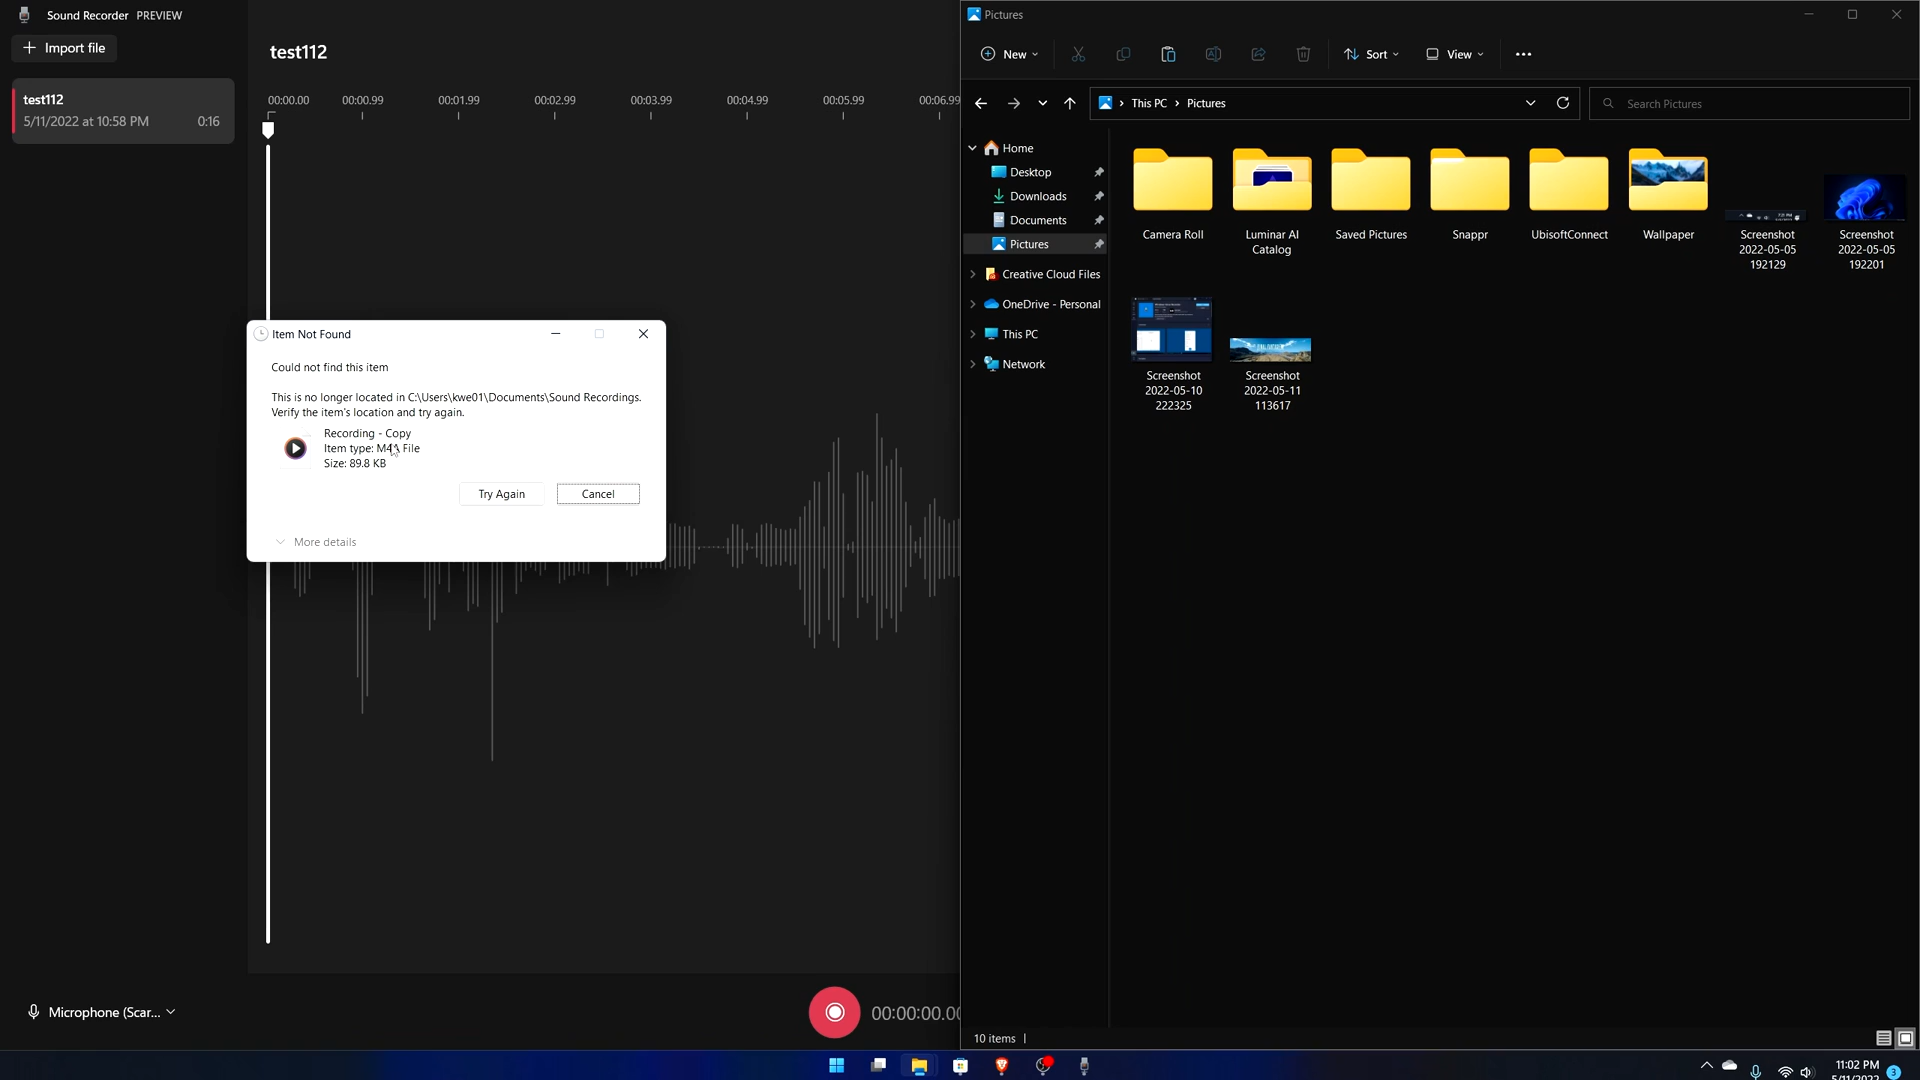 Sound Recorder PREVIEW
+ Import file
test112
5/11/2022 at 10:58 PM 0:16
test112
00:00.00 00:00.99 00:01.99 00:02.99 00:03.99 00:04.99 00:05.99 00:06.99
Item Not Found
Could not find this item
This is no longer located in C:\Users\kwe01\Documents\Sound Recordings.
Verify the item's location and try again.
Recording - Copy
Item type: M4A File
Size: 89.8 KB
Try Again Cancel
More details
Microphone (Scar...
00:00:00.00
Pictures
New Sort View
This PC > Pictures
Search Pictures
Home
Desktop
Downloads
Documents
Pictures
Creative Cloud Files
OneDrive - Personal
This PC
Network
Camera Roll
Luminar AI
Catalog
Saved Pictures
Snappr
UbisoftConnect
Wallpaper
Screenshot
2022-05-05
192129
Screenshot
2022-05-05
192201
Screenshot
2022-05-10
222325
Screenshot
2022-05-11
113617
10 items
11:02 PM
5/11/2022
3